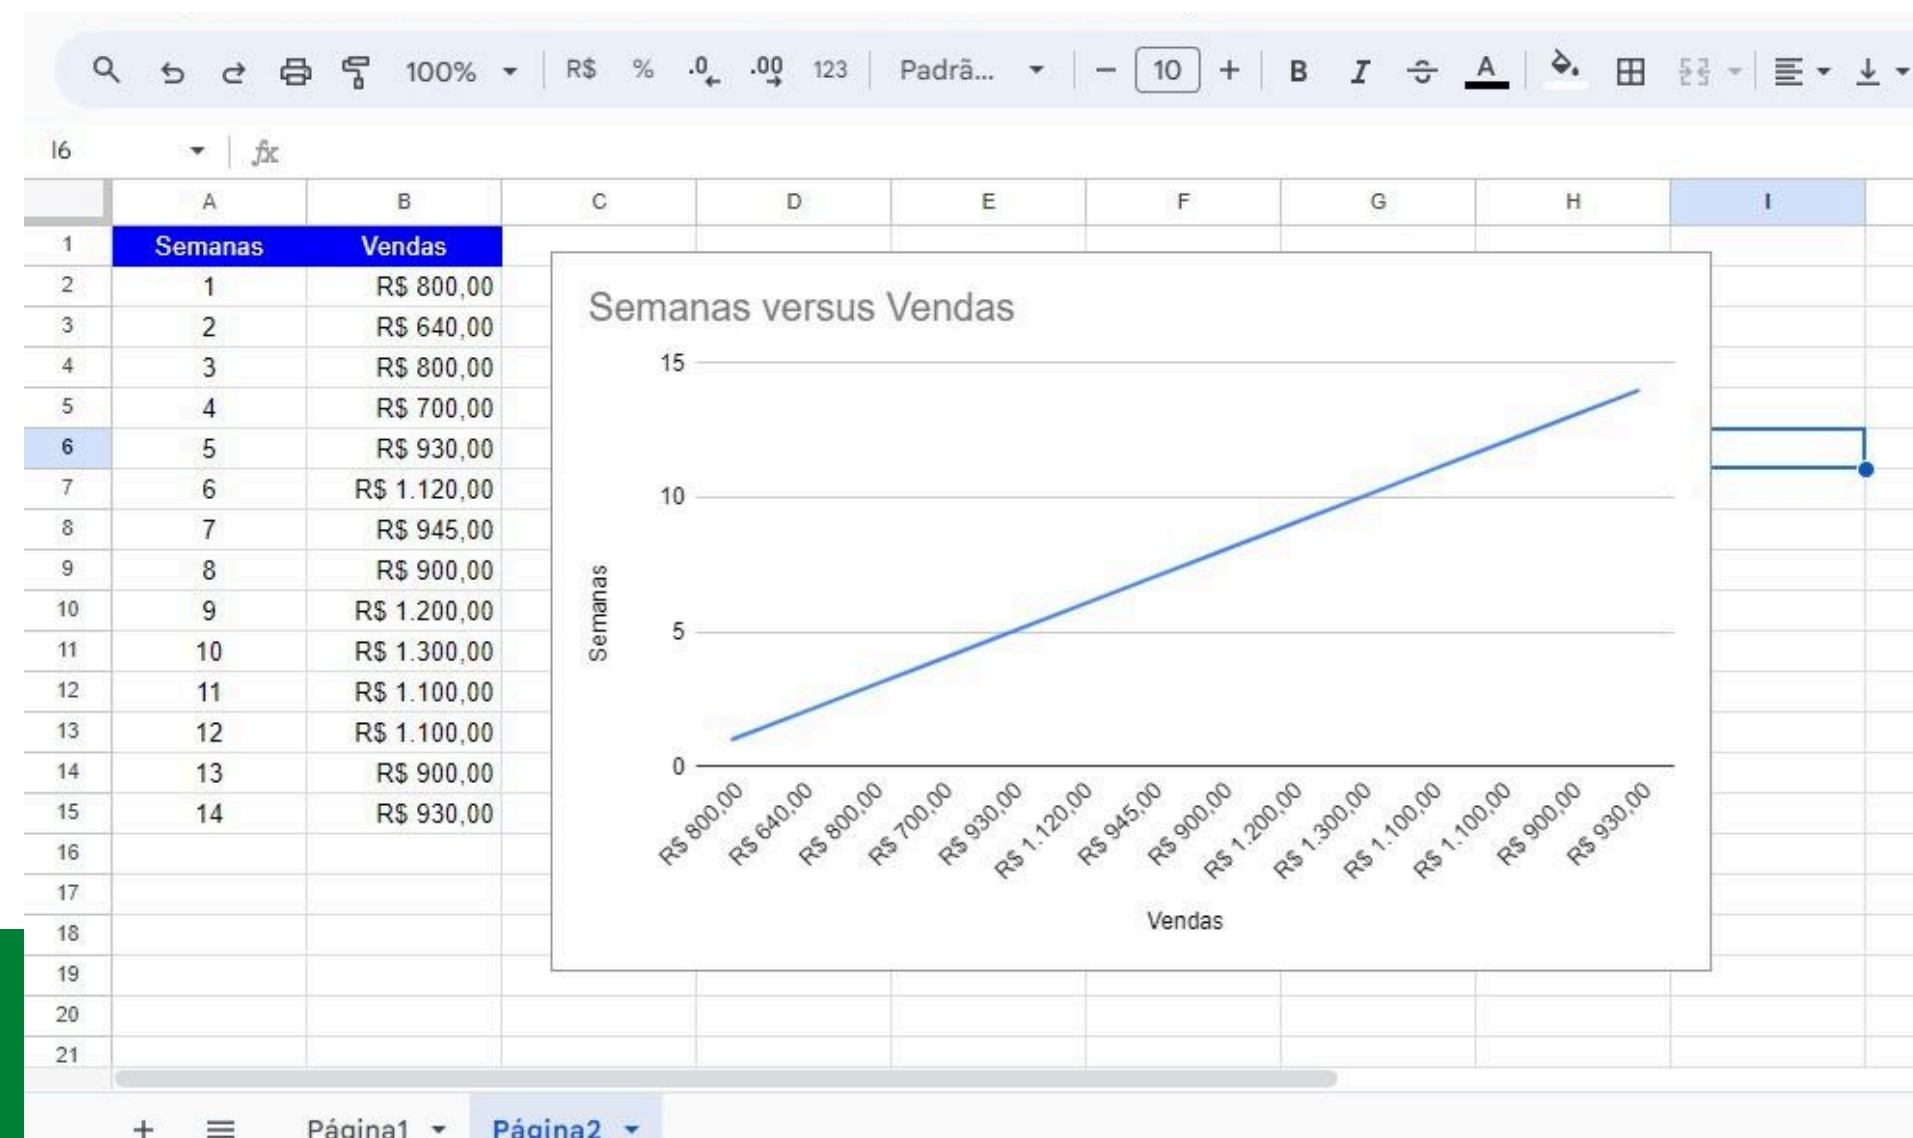 100% R$ % .0 .00 123 Padrã... − 10 + B I S A
I6 fx
A B C D E F G H I
1 Semanas Vendas
2 1 R$ 800,00
3 2 R$ 640,00
4 3 R$ 800,00
5 4 R$ 700,00
6 5 R$ 930,00
7 6 R$ 1.120,00
8 7 R$ 945,00
9 8 R$ 900,00
10 9 R$ 1.200,00
11 10 R$ 1.300,00
12 11 R$ 1.100,00
13 12 R$ 1.100,00
14 13 R$ 900,00
15 14 R$ 930,00
16
17
18
19
20
21
Semanas versus Vendas
15
10
5
0
Semanas
R$ 800,00 R$ 640,00 R$ 800,00 R$ 700,00 R$ 930,00 R$ 1.120,00 R$ 945,00 R$ 900,00 R$ 1.200,00 R$ 1.300,00 R$ 1.100,00 R$ 1.100,00 R$ 900,00 R$ 930,00
Vendas
+ Página1 Página2